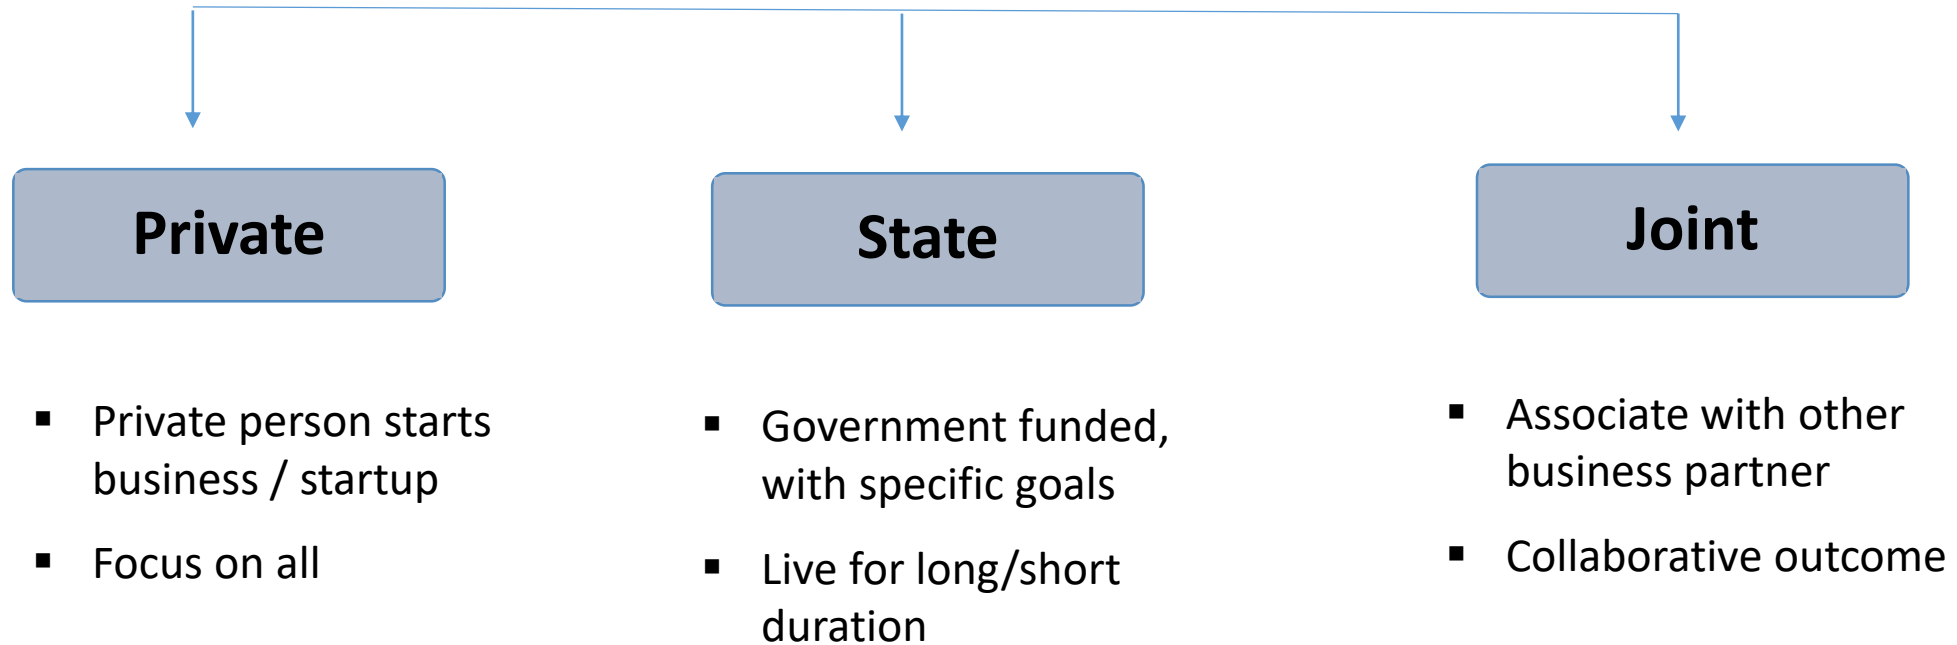 Private
▪ Private person starts
business / startup
▪ Focus on all
State
▪ Government funded,
with specific goals
▪ Live for long/short
duration
Joint
▪ Associate with other
business partner
▪ Collaborative outcome